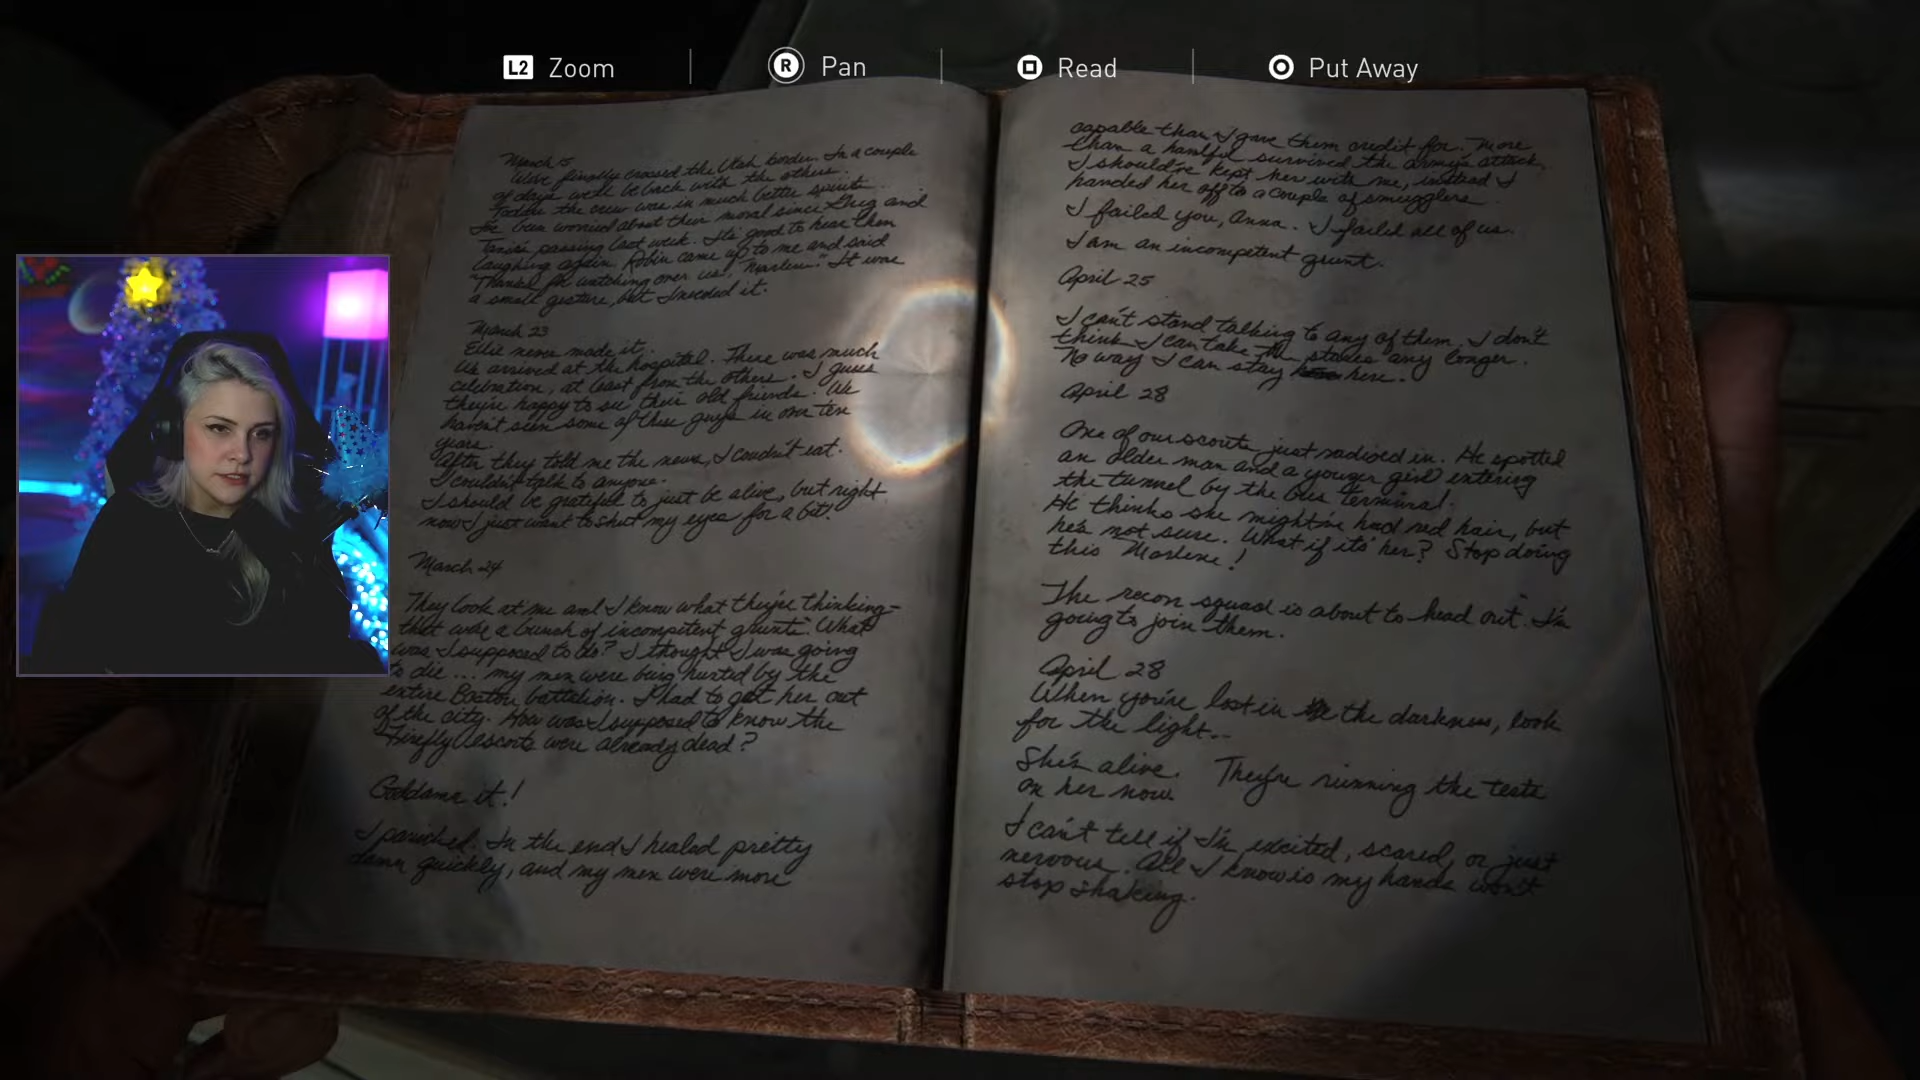 L2 Zoom
R Pan
Read
Put Away
March 15
We've finally crossed the Utah border. In a couple
of days we'll be back with the others.
Today the crew was in much better spirits.
I've been worried about their moral since Greg and
Tania's passing last week. It's good to hear them
laughing again. Robin came up to me and said
"Thanks for watching over us, Marlene." It was
a small gesture, but I needed it.
March 23
Ellie never made it.
We arrived at the hospital. There was much
celebration, at least from the others. I guess
they're happy to see their old friends. We
haven't seen some of these guys in over ten
years.
After they told me the news, I couldn't eat.
I couldn't talk to anyone.
I should be grateful to just be alive, but right
now I just want to shut my eyes for a bit.
March 24
They look at me and I know what they're thinking-
that we're a bunch of incompetent grunts. What
was I supposed to do? I thought I was going
to die... my men were being hunted by the
entire Boston battalion. I had to get her out
of the city. How was I supposed to know the
Firefly escorts were already dead?
Goddamn it!
I panicked. In the end I healed pretty
damn quickly, and my men were more
capable than I gave them credit for. More
than a handful survived the army's attack.
I should've kept her with me, instead I
handed her off to a couple of smugglers.
I failed you, Anna. I failed all of us.
I am an incompetent grunt.
April 25
I can't stand talking to any of them. I don't
think I can take the stares any longer.
No way I can stay here.
April 28
One of our scouts just radioed in. He spotted
an older man and a younger girl entering
the tunnel by the bus terminal.
He thinks she might've had red hair, but
he's not sure. What if it's her? Stop doing
this Marlene!
The recon squad is about to head out. I'm
going to join them.
April 28
When you're lost in the darkness, look
for the light..
She's alive. They're running the tests
on her now.
I can't tell if I'm excited, scared, or just
nervous. All I know is my hands won't
stop shaking.